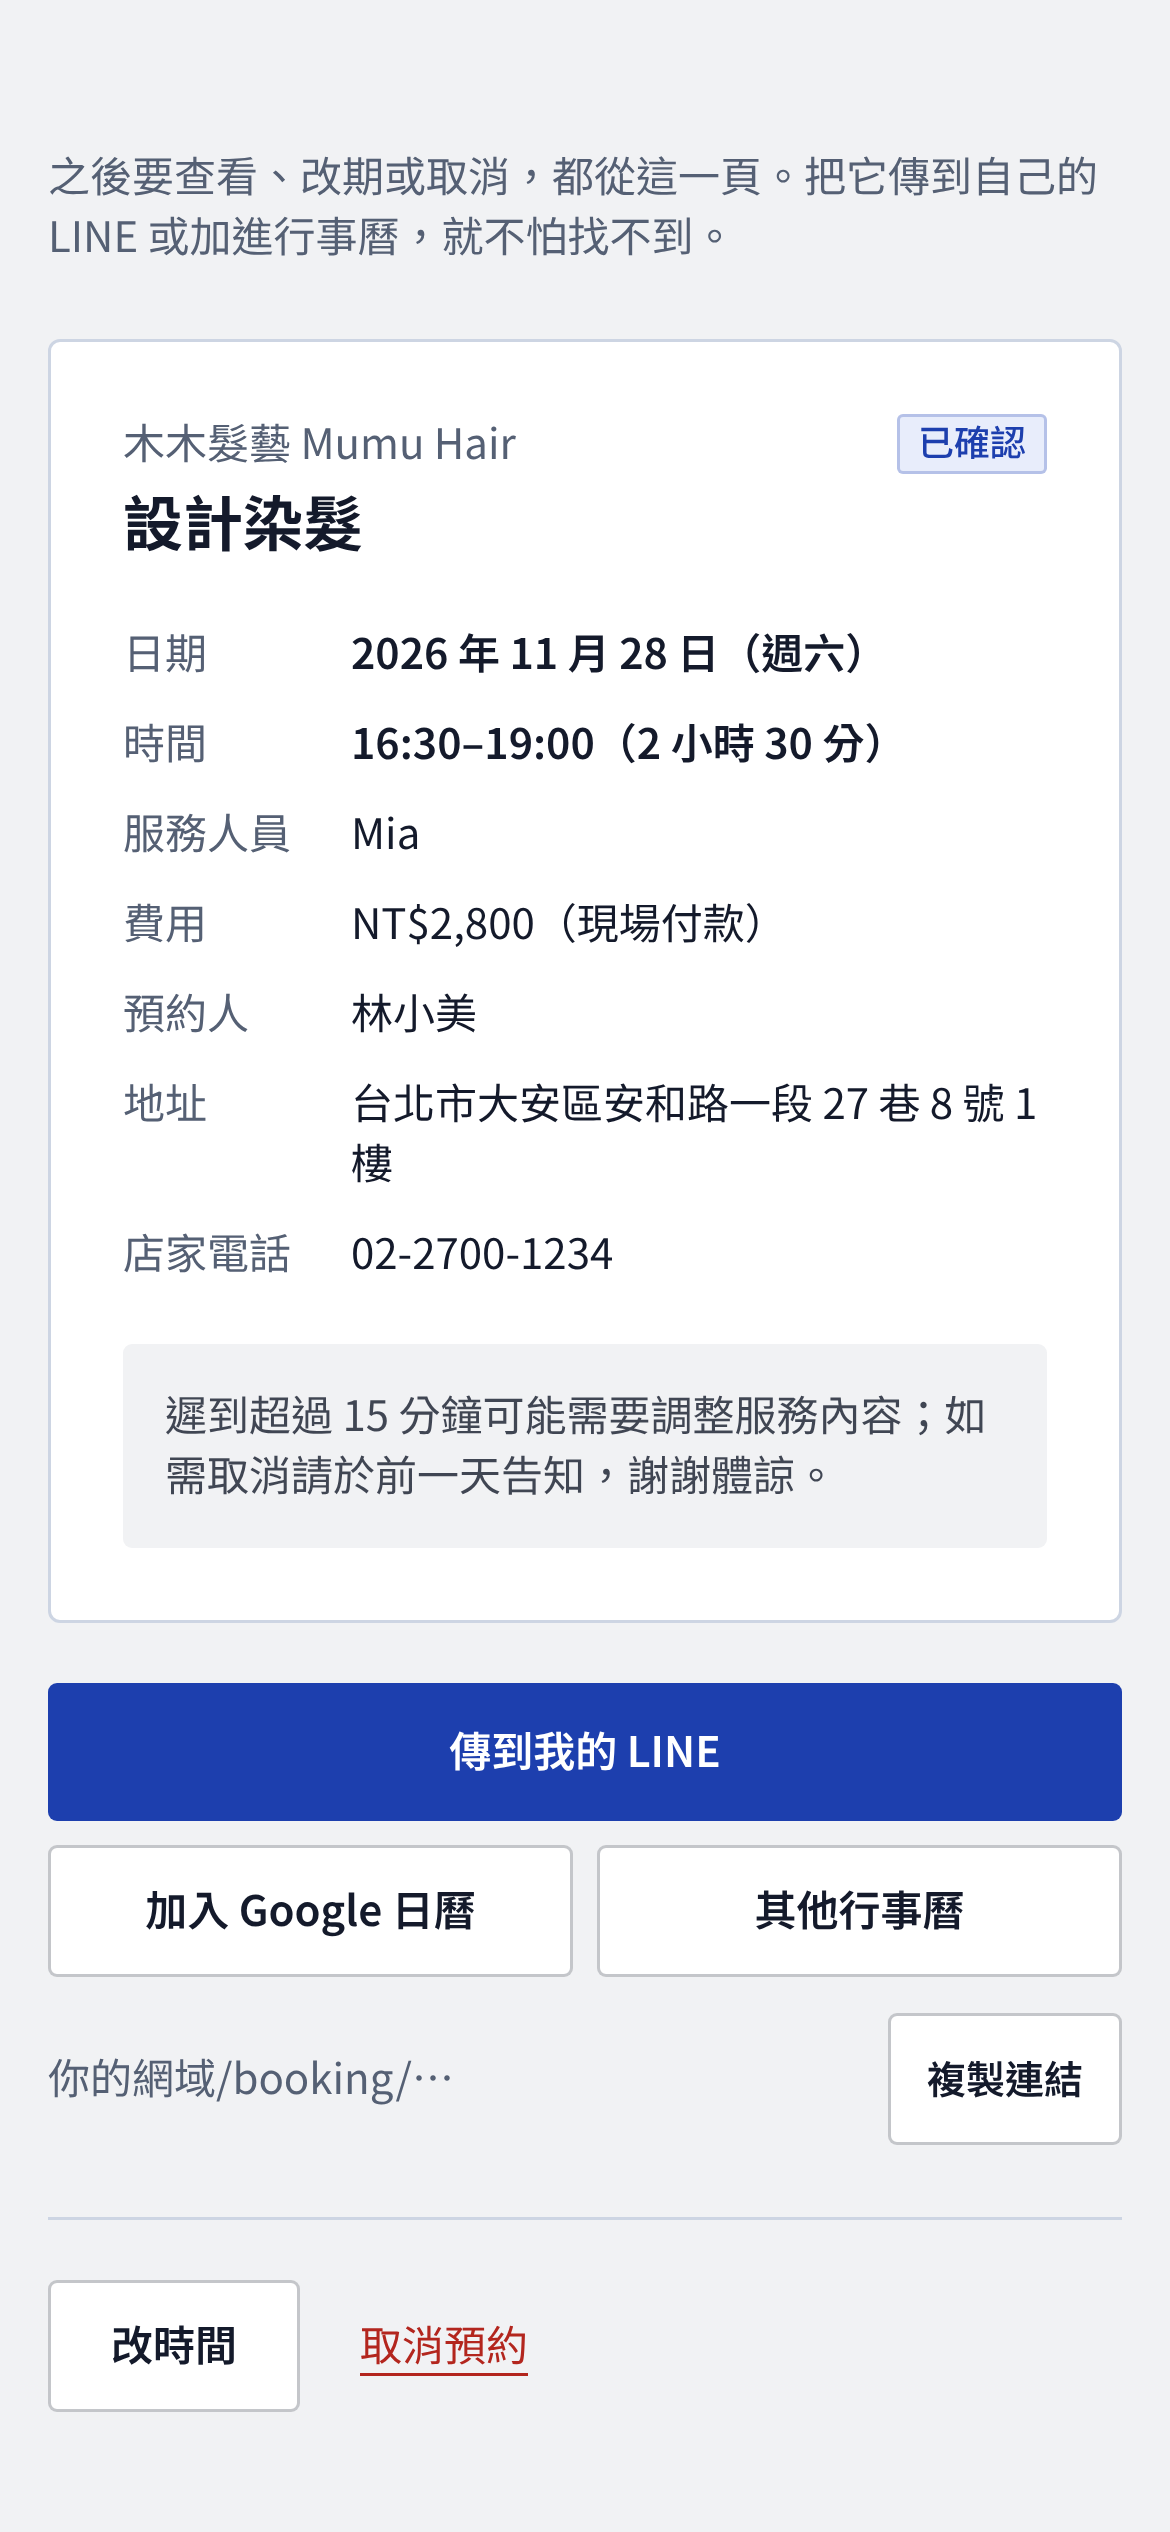 之後要查看、改期或取消，都從這一頁。把它傳到自己的
LINE 或加進行事曆，就不怕找不到。
木木髮藝 Mumu Hair
已確認
設計染髮
日期
2026 年 11 月 28 日（週六）
時間
16:30–19:00（2 小時 30 分）
服務人員
Mia
費用
NT$2,800（現場付款）
預約人
林小美
地址
台北市大安區安和路一段 27 巷 8 號 1
樓
店家電話
02-2700-1234
遲到超過 15 分鐘可能需要調整服務內容；如
需取消請於前一天告知，謝謝體諒。
傳到我的 LINE
加入 Google 日曆
其他行事曆
你的網域/booking/…
複製連結
改時間
取消預約